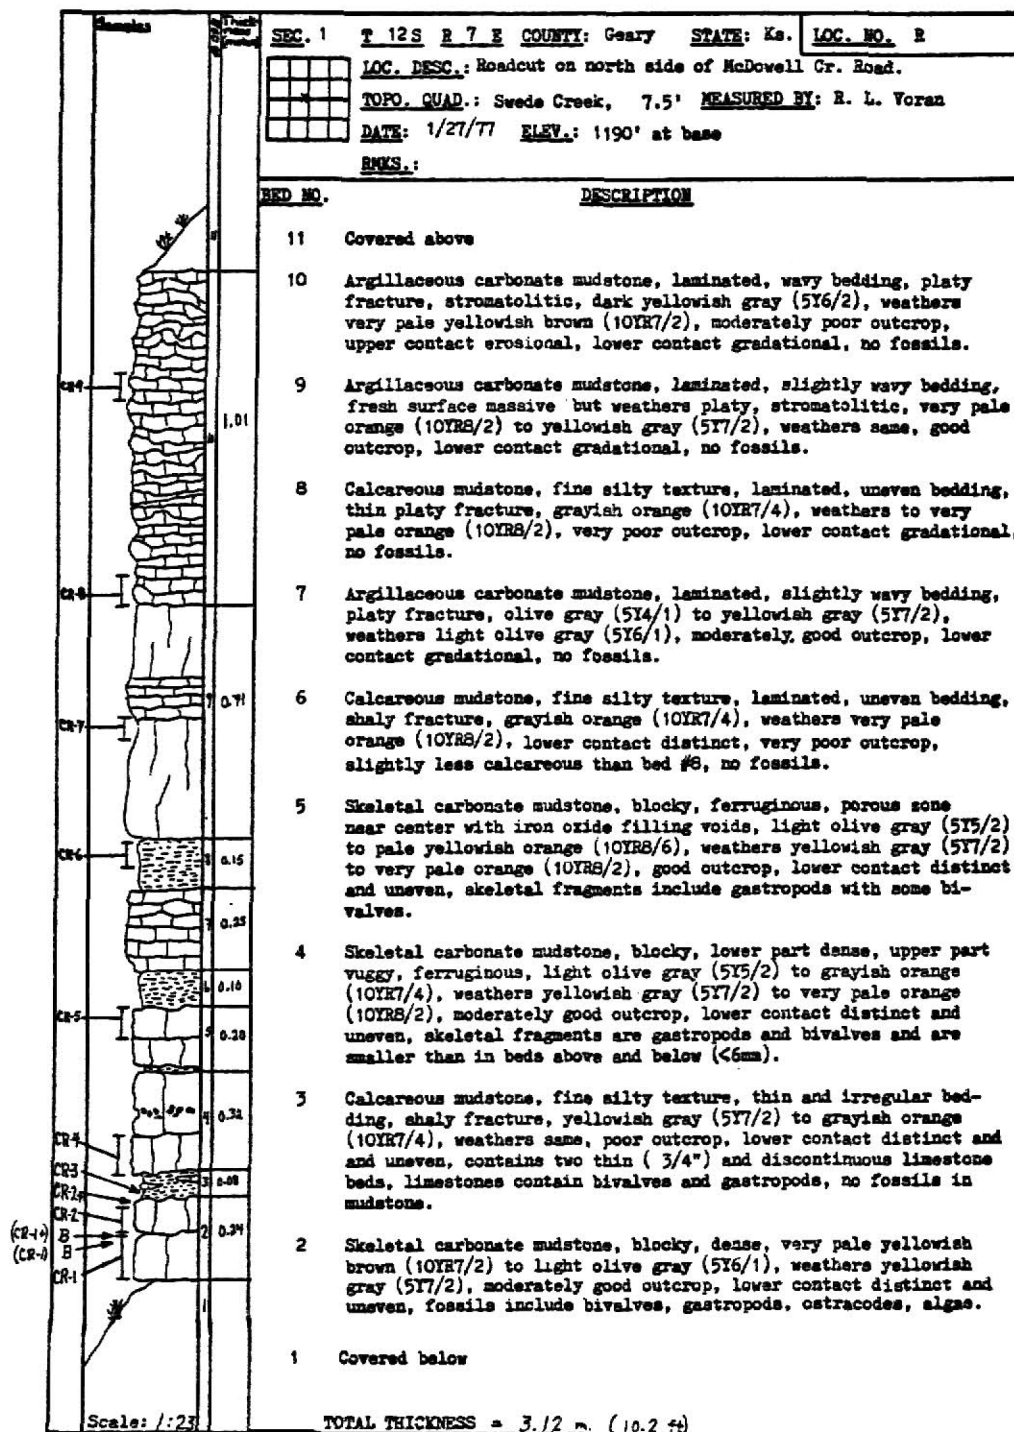 Samples
SEC. 1 T 12S R 7 E COUNTY: Geary STATE: Ks. LOC. NO. R
LOC. DESC.: Roadcut on north side of McDowell Cr. Road.
TOPO. QUAD.: Swede Creek, 7.5' MEASURED BY: R. L. Voran
DATE: 1/27/77 ELEV.: 1190' at base
RMKS.:
BED NO. DESCRIPTION
11 Covered above
10 Argillaceous carbonate mudstone, laminated, wavy bedding, platy
fracture, stromatolitic, dark yellowish gray (5Y6/2), weathers
very pale yellowish brown (10YR7/2), moderately poor outcrop,
upper contact erosional, lower contact gradational, no fossils.
9 Argillaceous carbonate mudstone, laminated, slightly wavy bedding,
fresh surface massive but weathers platy, stromatolitic, very pale
orange (10YR8/2) to yellowish gray (5Y7/2), weathers same, good
outcrop, lower contact gradational, no fossils.
8 Calcareous mudstone, fine silty texture, laminated, uneven bedding,
thin platy fracture, grayish orange (10YR7/4), weathers to very
pale orange (10YR8/2), very poor outcrop, lower contact gradational,
no fossils.
7 Argillaceous carbonate mudstone, laminated, slightly wavy bedding,
platy fracture, olive gray (5Y4/1) to yellowish gray (5Y7/2),
weathers light olive gray (5Y6/1), moderately, good outcrop, lower
contact gradational, no fossils.
6 Calcareous mudstone, fine silty texture, laminated, uneven bedding,
shaly fracture, grayish orange (10YR7/4), weathers very pale
orange (10YR8/2), lower contact distinct, very poor outcrop,
slightly less calcareous than bed #8, no fossils.
5 Skeletal carbonate mudstone, blocky, ferruginous, porous zone
near center with iron oxide filling voids, light olive gray (5Y5/2)
to pale yellowish orange (10YR8/6), weathers yellowish gray (5Y7/2)
to very pale orange (10YR8/2), good outcrop, lower contact distinct
and uneven, skeletal fragments include gastropods with some bi-
valves.
4 Skeletal carbonate mudstone, blocky, lower part dense, upper part
vuggy, ferruginous, light olive gray (5Y5/2) to grayish orange
(10YR7/4), weathers yellowish gray (5Y7/2) to very pale orange
(10YR8/2), moderately good outcrop, lower contact distinct and
uneven, skeletal fragments are gastropods and bivalves and are
smaller than in beds above and below (<6mm).
3 Calcareous mudstone, fine silty texture, thin and irregular bed-
ding, shaly fracture, yellowish gray (5Y7/2) to grayish orange
(10YR7/4), weathers same, poor outcrop, lower contact distinct and
and uneven, contains two thin ( 3/4") and discontinuous limestone
beds, limestones contain bivalves and gastropods, no fossils in
mudstone.
2 Skeletal carbonate mudstone, blocky, dense, very pale yellowish
brown (10YR7/2) to light olive gray (5Y6/1), weathers yellowish
gray (5Y7/2), moderately good outcrop, lower contact distinct and
uneven, fossils include bivalves, gastropods, ostracodes, algae.
1 Covered below
TOTAL THICKNESS = 3.12 m. (10.2 ft)
CR-9
1.01
CR-8
9 0.71
CR-7
CR-6
8 0.15
7 0.25
6 0.10
CR-5
5 0.28
4 0.32
CR-4
CR-3
3 0.08
CR-2
2 0.24
B
B
CR-1
1
Scale: 1:23